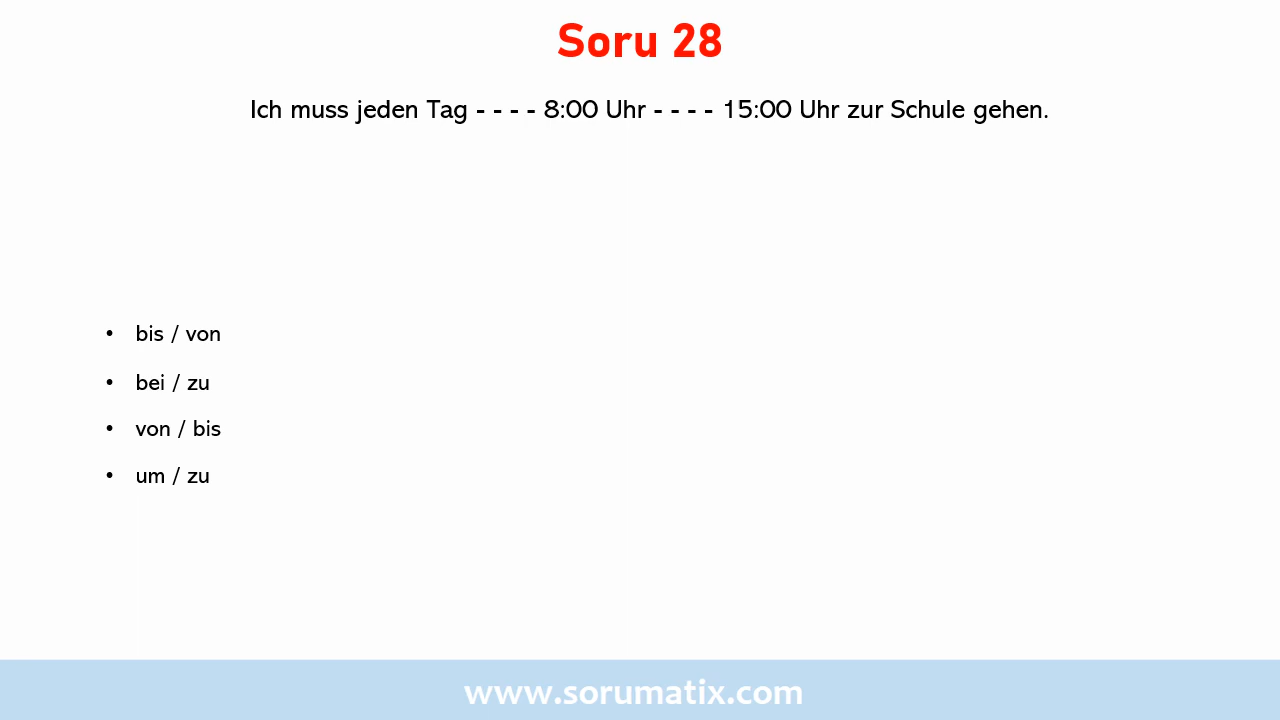 Soru 28
Ich muss jeden Tag - - - - 8:00 Uhr - - - - 15:00 Uhr zur Schule gehen.
• bis / von
• bei / zu
• von / bis
• um / zu
www.sorumatix.com